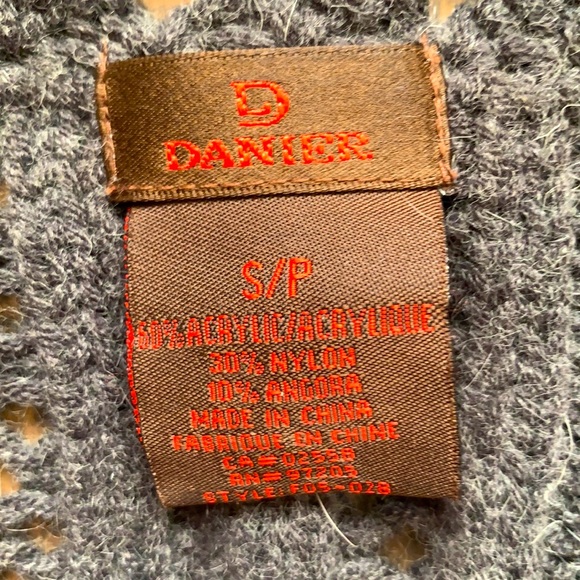 D
DANIER
S/P
60% ACRYLIC/ACRYLIQUE
30% NYLON
10% ANGORA
MADE IN CHINA
FABRIQUE EN CHINE
CA#02558
RN#97205
STYLE: F05-028